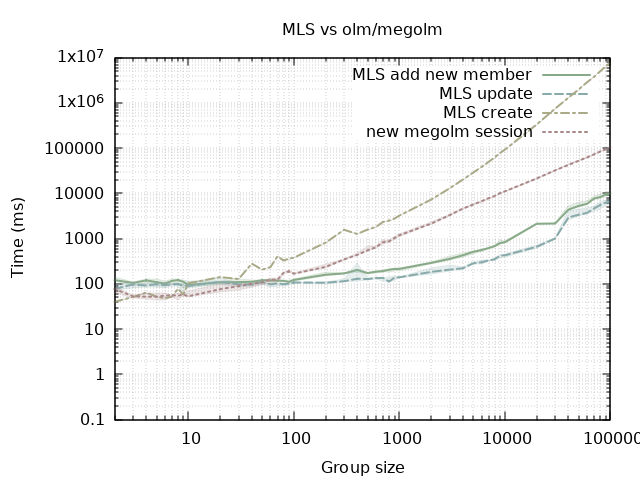 MLS vs olm/megolm
1x10⁷
1x10⁶
100000
10000
1000
100
10
1
0.1
Time (ms)
MLS add new member
MLS update
MLS create
new megolm session
10
100
1000
10000
100000
Group size